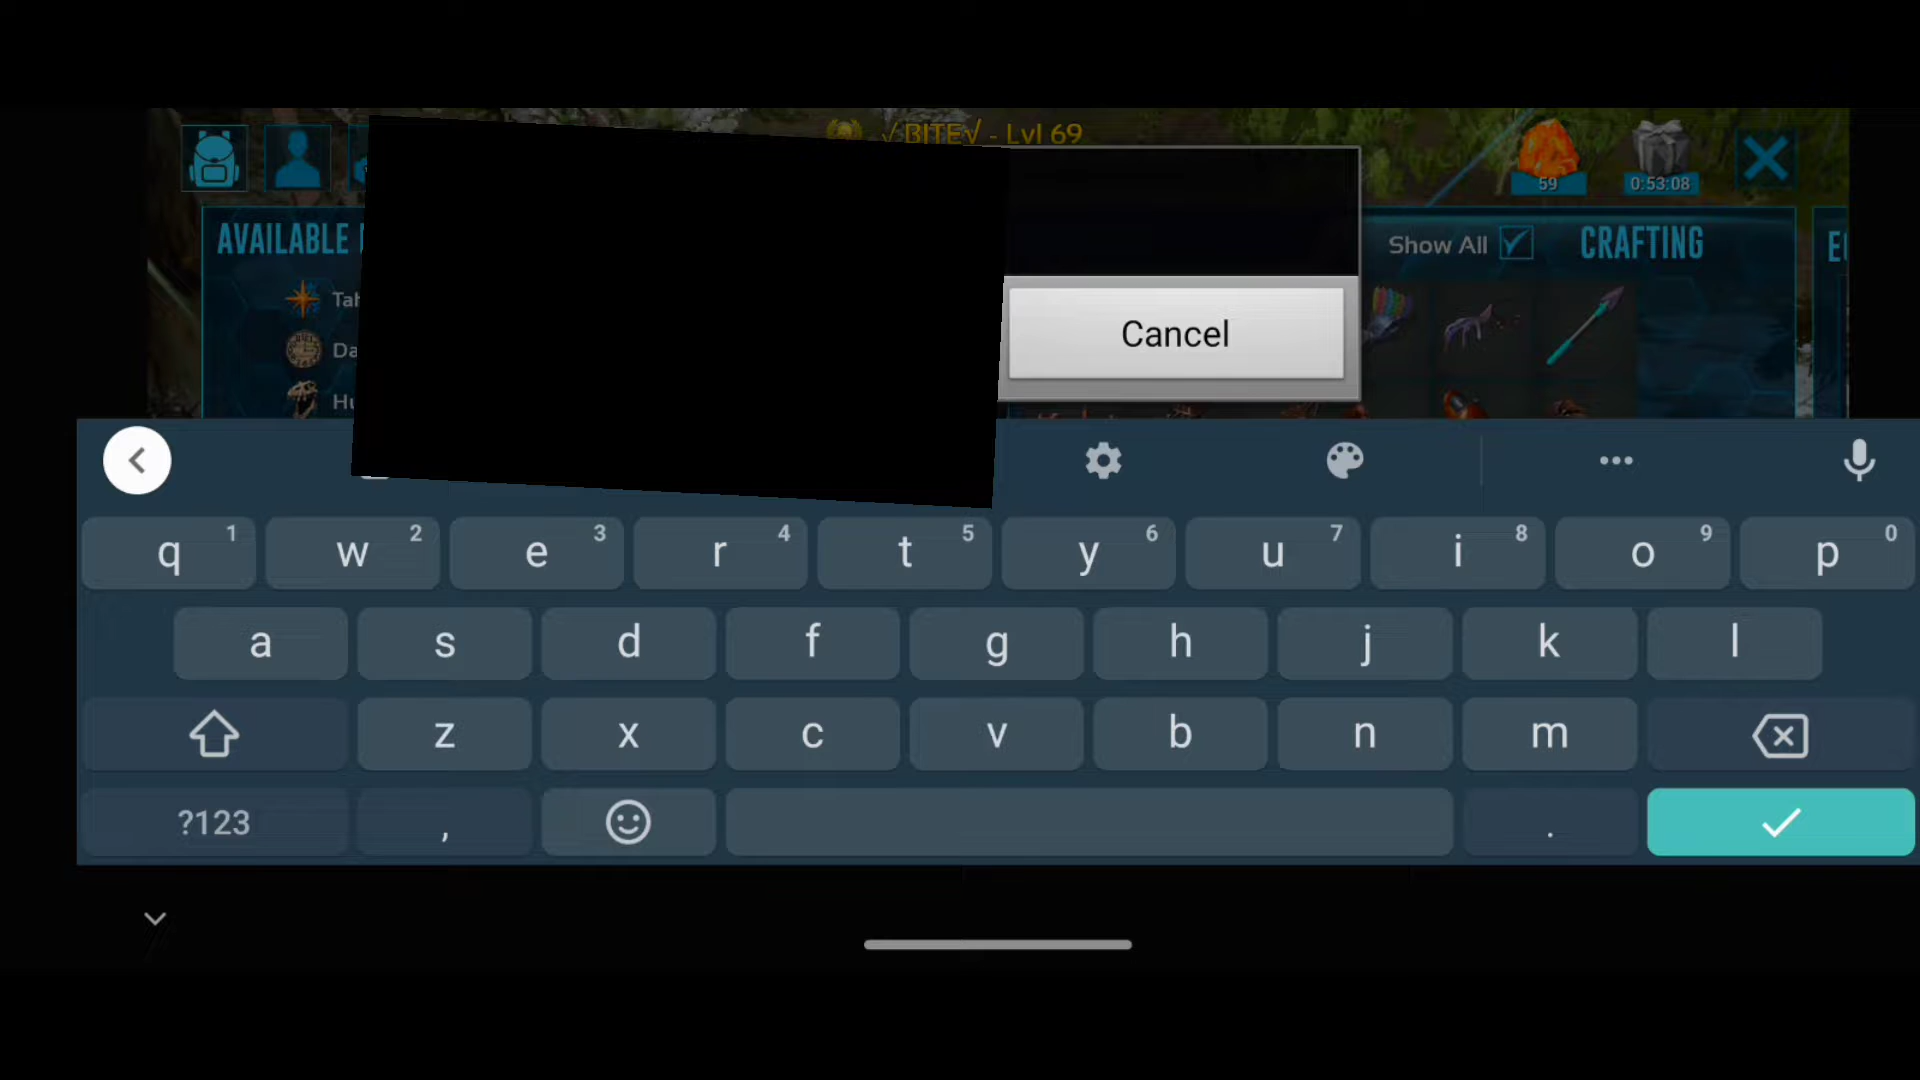 √BITE√ - Lvl 69
59
0:53:08
AVAILABLE
Show All
CRAFTING
Cancel
q 1 w 2 e 3 r 4 t 5 y 6 u 7 i 8 o 9 p 0
a s d f g h j k l
z x c v b n m
?123 , .